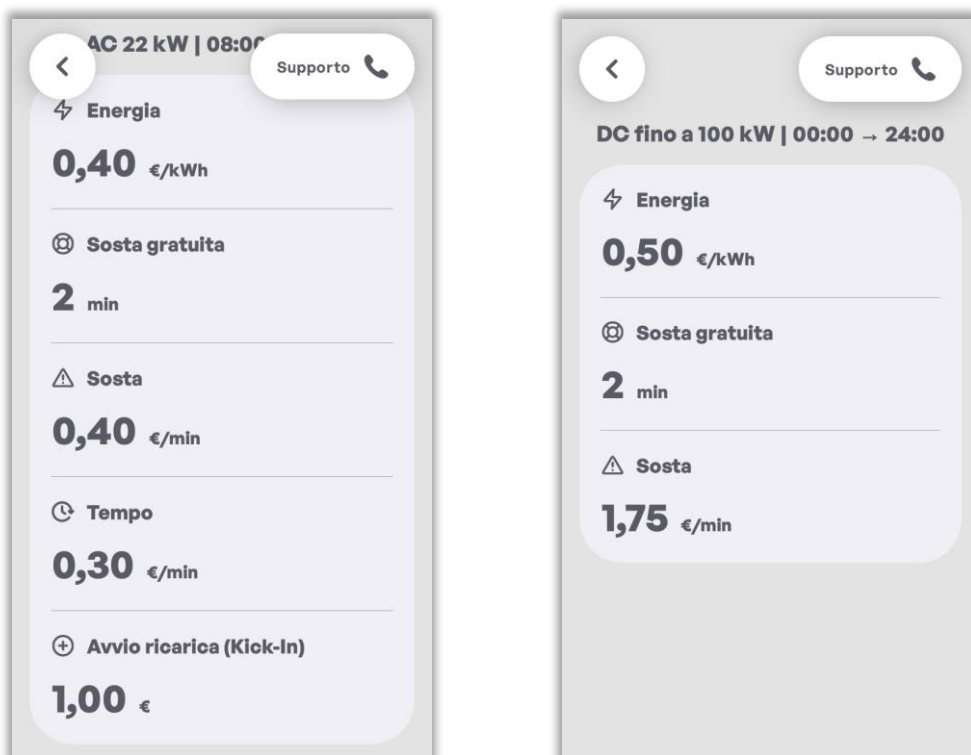 AC 22 kW | 08:00
Supporto
Energia
0,40 €/kWh
Sosta gratuita
2 min
Sosta
0,40 €/min
Tempo
0,30 €/min
Avvio ricarica (Kick-In)
1,00 €
Supporto
DC fino a 100 kW | 00:00 → 24:00
Energia
0,50 €/kWh
Sosta gratuita
2 min
Sosta
1,75 €/min